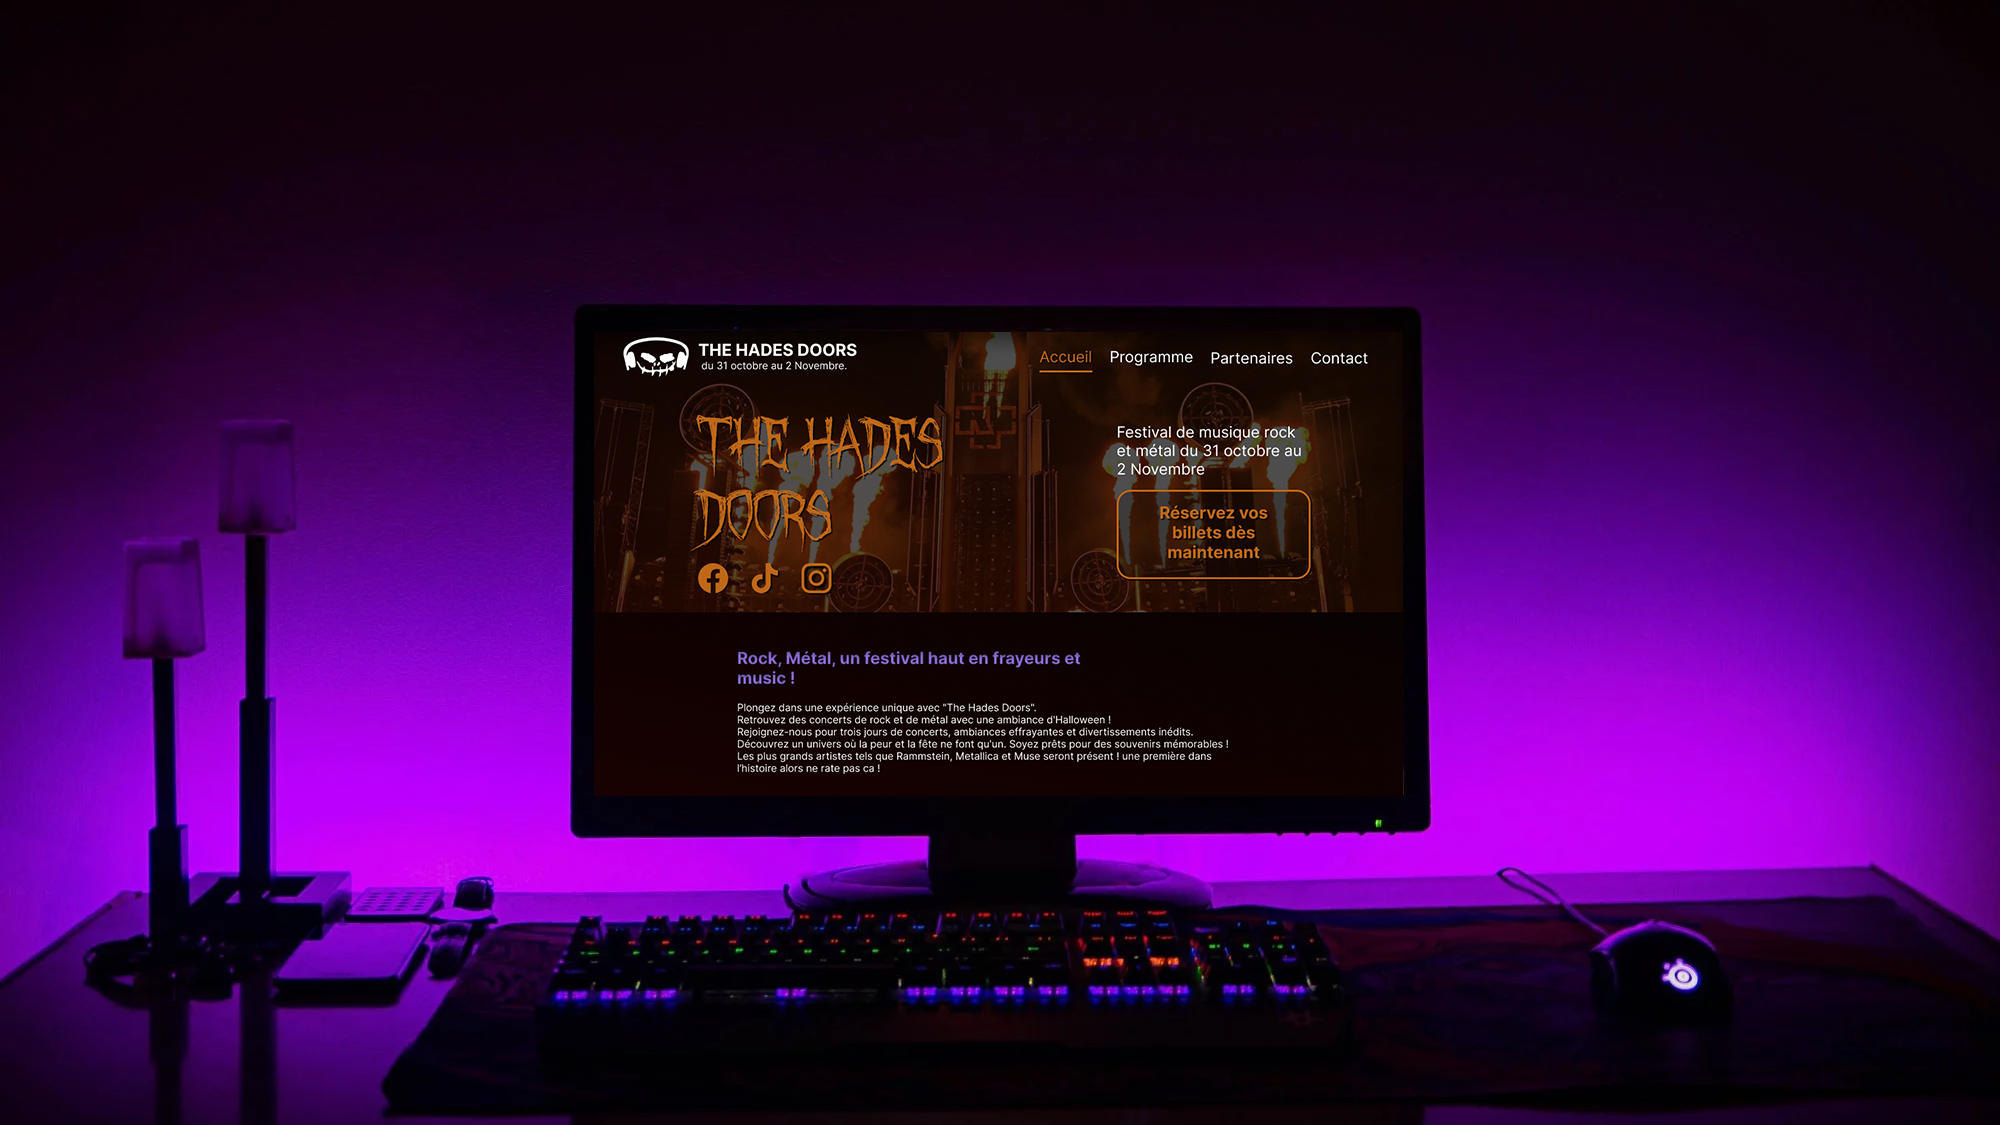 THE HADES DOORS
du 31 octobre au 2 Novembre.
Accueil
Programme
Partenaires
Contact
THE HADES
DOORS
Festival de musique rock
et métal du 31 octobre au
2 Novembre
Réservez vos
billets dès
maintenant
Rock, Métal, un festival haut en frayeurs et
music !
Plongez dans une expérience unique avec "The Hades Doors".
Retrouvez des concerts de rock et de métal avec une ambiance d'Halloween !
Rejoignez-nous pour trois jours de concerts, ambiances effrayantes et divertissements inédits.
Découvrez un univers où la peur et la fête ne font qu'un. Soyez prêts pour des souvenirs mémorables !
Les plus grands artistes tels que Rammstein, Metallica et Muse seront présent ! une première dans
l'histoire alors ne rate pas ca !